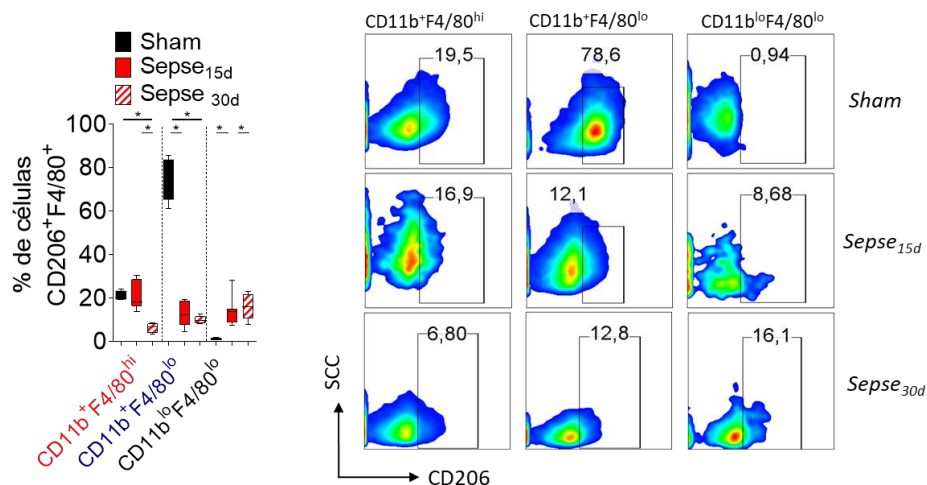 Sham
Sepse15d
Sepse 30d
* * * * * *
100
80
60
40
20
0
% de células
CD206+F4/80+
CD11b+F4/80hi
CD11b+F4/80lo
CD11bloF4/80lo
CD11b+F4/80hi CD11b+F4/80lo CD11bloF4/80lo
19,5 78,6 0,94 Sham
16,9 12,1 8,68 Sepse15d
6,80 12,8 16,1 Sepse30d
SCC
CD206